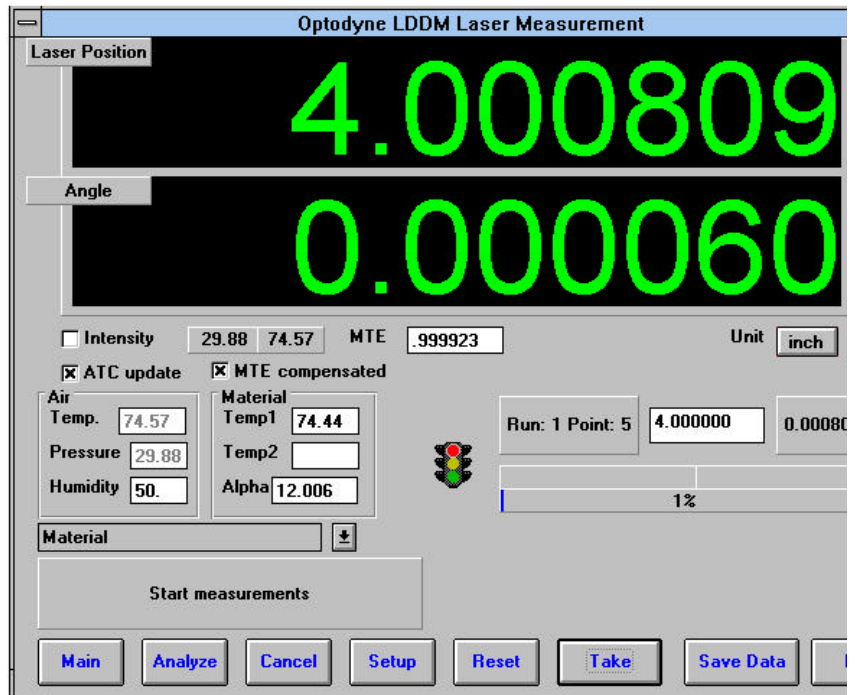 Optodyne LDDM Laser Measurement
Laser Position
4.000809
Angle
0.000060
Intensity 29.88 74.57 MTE .999923 Unit inch
ATC update MTE compensated
Air Material
Temp. 74.57 Temp1 74.44
Run: 1 Point: 5 4.000000 0.00080
Pressure 29.88 Temp2
Humidity 50. Alpha 12.006
1%
Material
Start measurements
Main Analyze Cancel Setup Reset Take Save Data